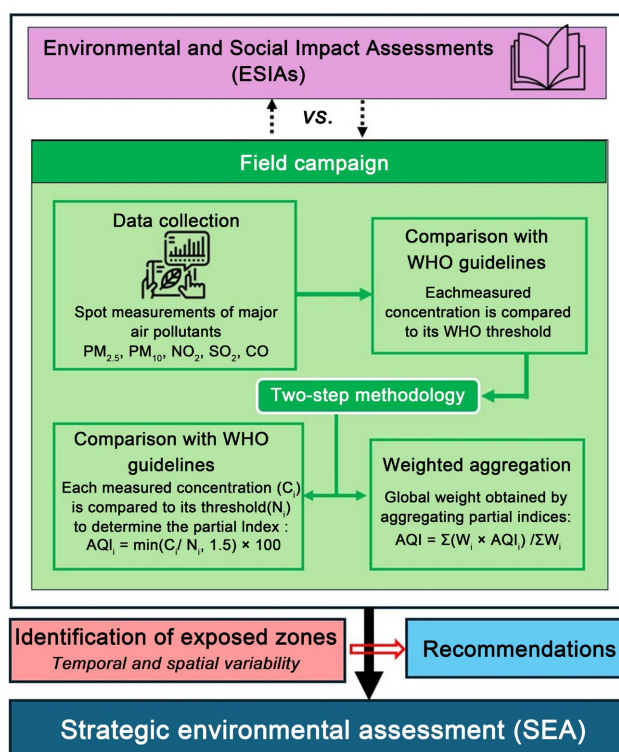 Environmental and Social Impact Assessments
(ESIAs)
vs.
Field campaign
Data collection
Spot measurements of major
air pollutants
PM₂.₅, PM₁₀, NO₂, SO₂, CO
Comparison with
WHO guidelines
Eachmeasured
concentration is compared
to its WHO threshold
Two-step methodology
Comparison with WHO
guidelines
Each measured concentration (Cᵢ)
is compared to its threshold(Nᵢ)
to determine the partial Index :
AQIᵢ = min(Cᵢ/ Nᵢ, 1.5) × 100
Weighted aggregation
Global weight obtained by
aggregating partial indices:
AQI = Σ(Wᵢ × AQIᵢ) /ΣWᵢ
Identification of exposed zones
Temporal and spatial variability
Recommendations
Strategic environmental assessment (SEA)